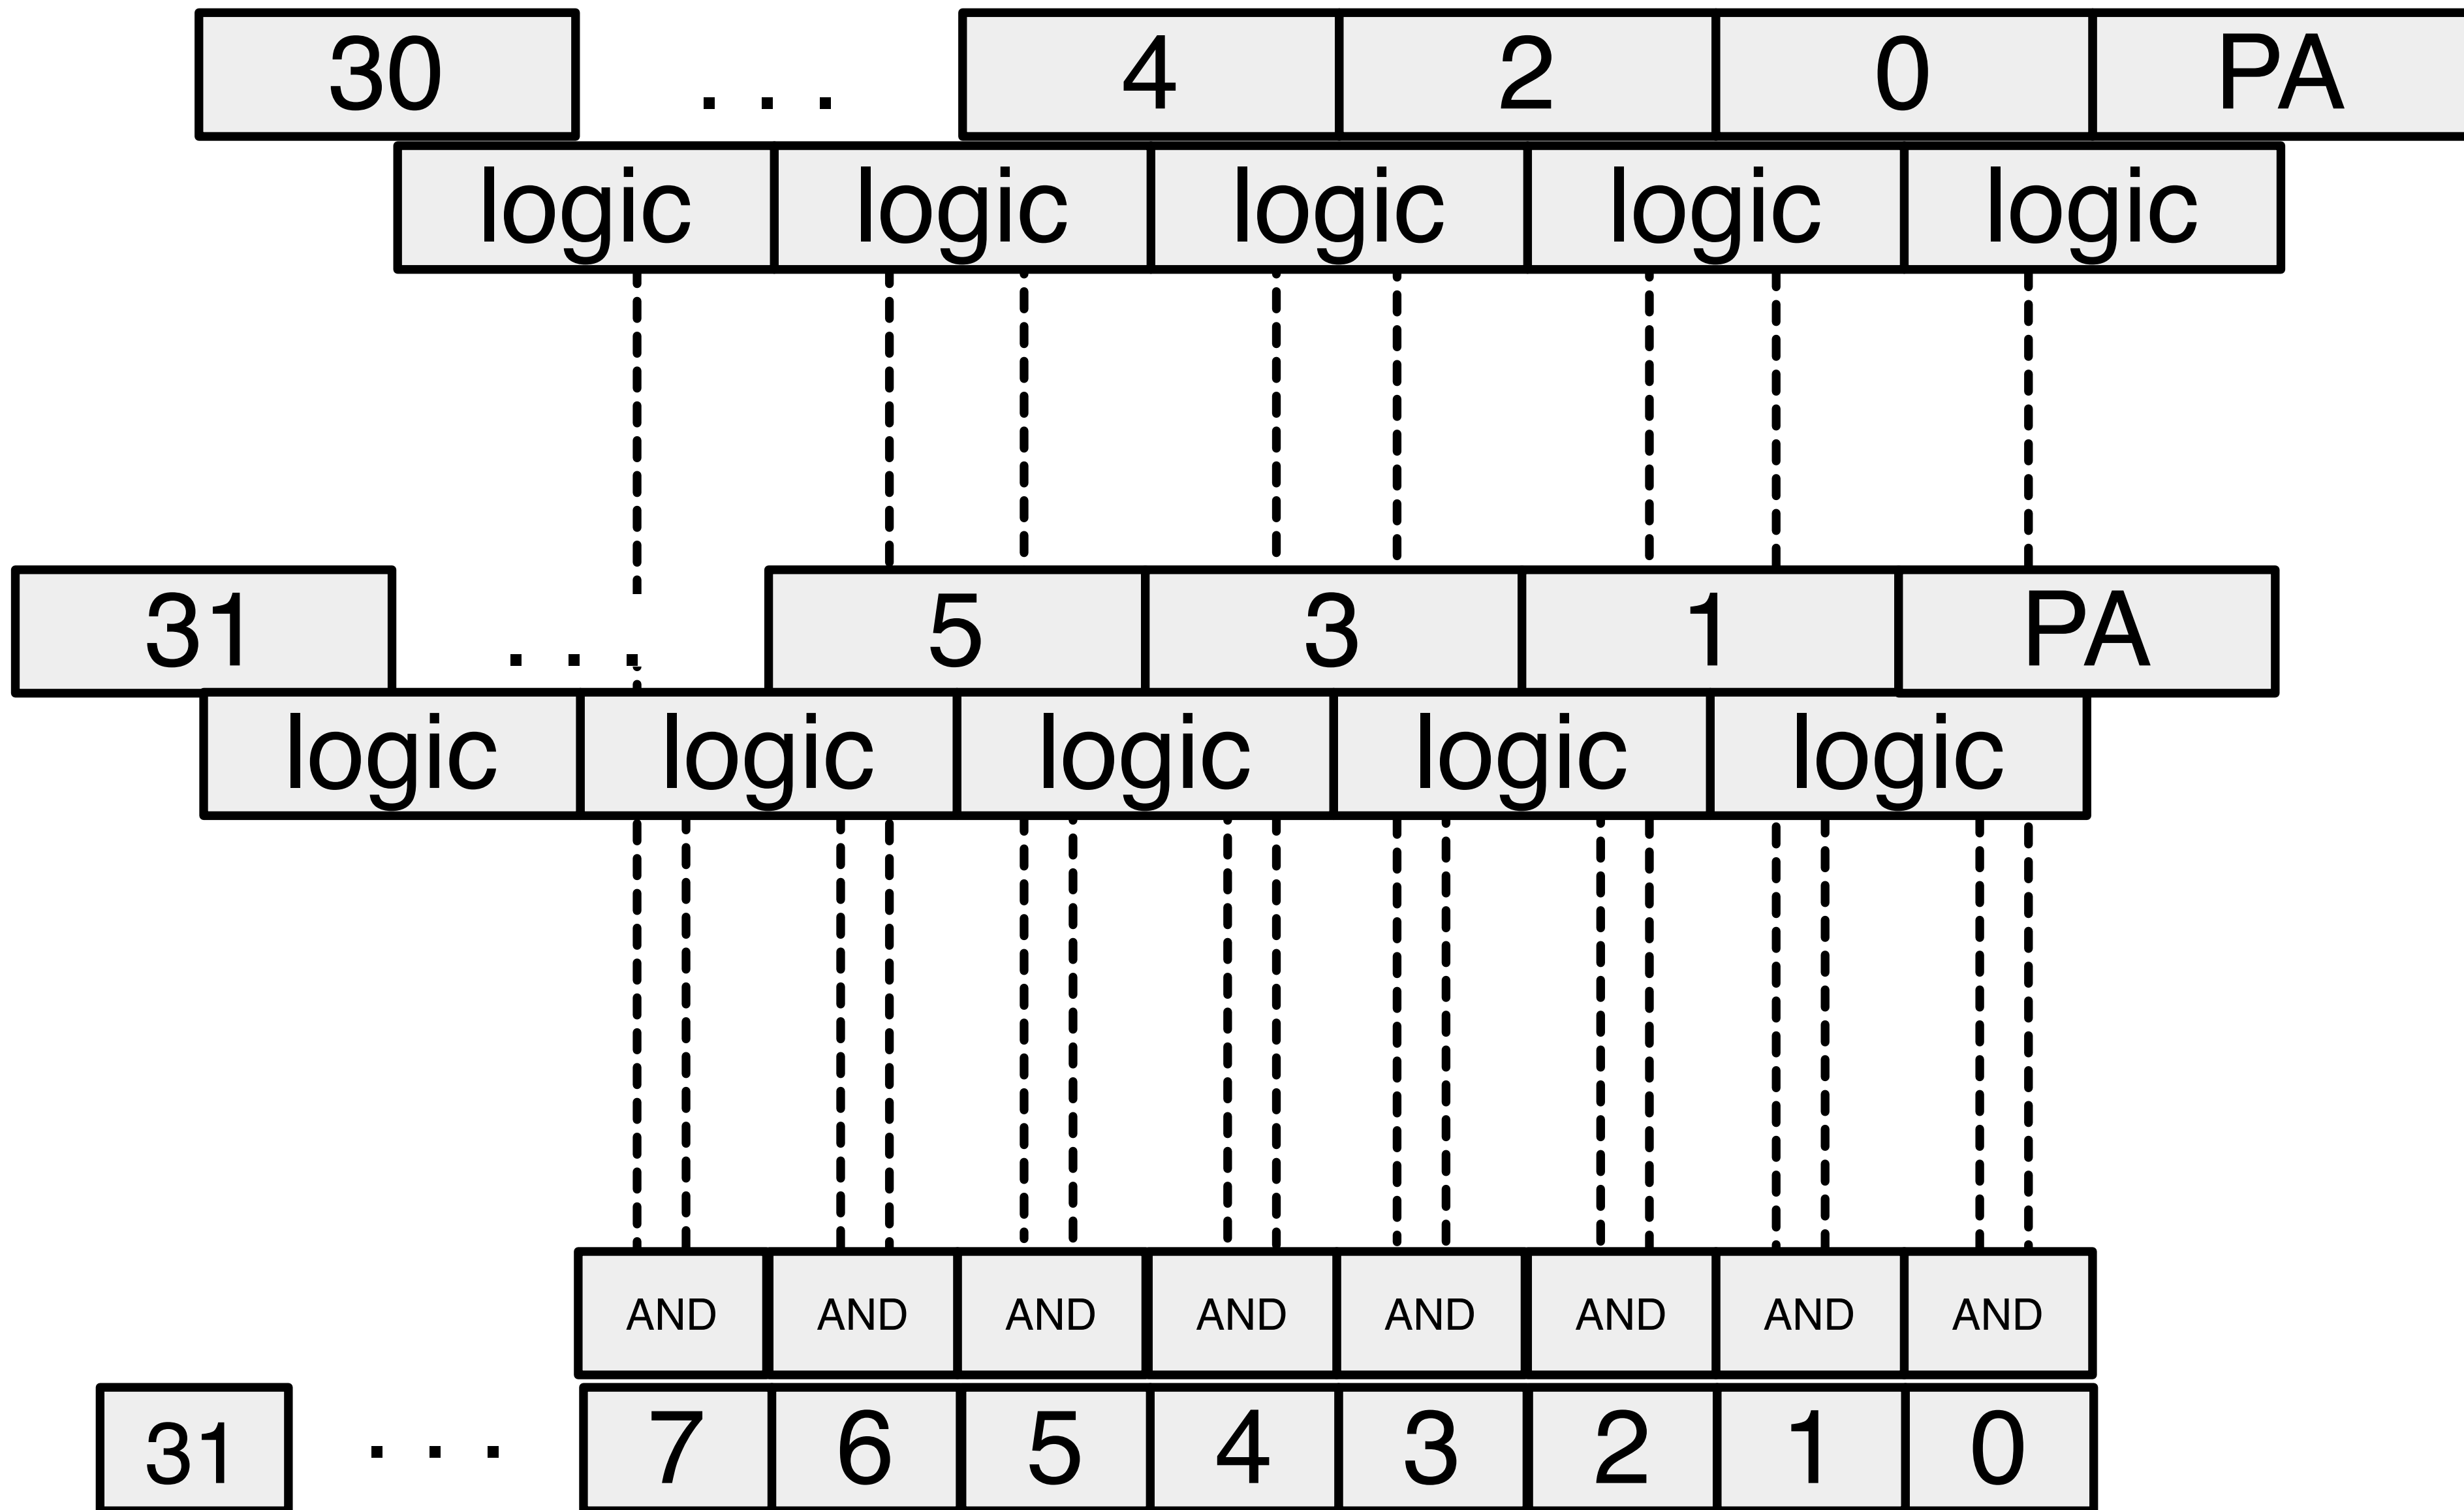 30 . . . 4 2 0 PA
logic logic logic logic logic
31 . . . 5 3 1 PA
logic logic logic logic logic
AND AND AND AND AND AND AND AND
31 . . . 7 6 5 4 3 2 1 0